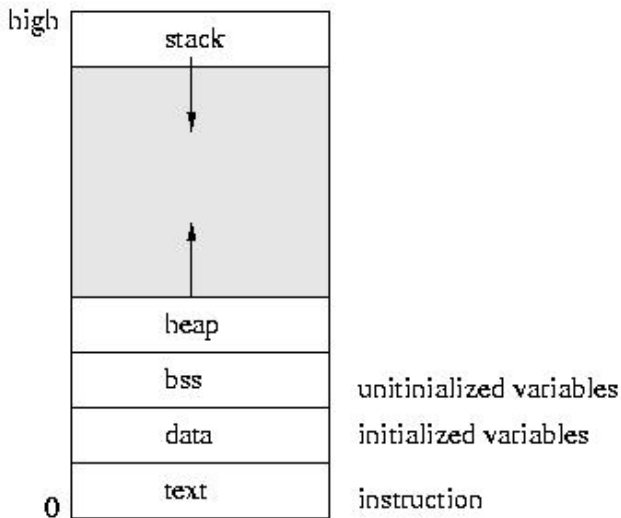 high
stack
heap
bss
unitinialized variables
data
initialized variables
text
instruction
0